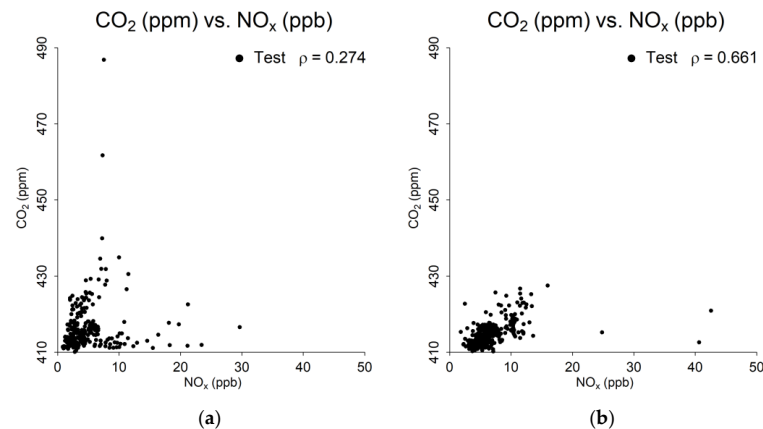 CO₂ (ppm) vs. NOₓ (ppb)
Test ρ = 0.274
490
470
450
430
410
CO₂ (ppm)
0 10 20 30 40 50
NOₓ (ppb)
(a)
CO₂ (ppm) vs. NOₓ (ppb)
Test ρ = 0.661
490
470
450
430
410
CO₂ (ppm)
0 10 20 30 40 50
NOₓ (ppb)
(b)